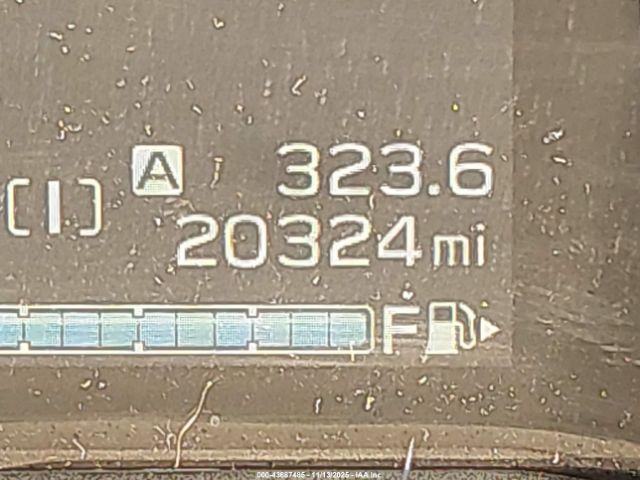 A 323.6
[I] 20324 mi
F
000-43687485 - 11/13/2025 - IAA Inc.